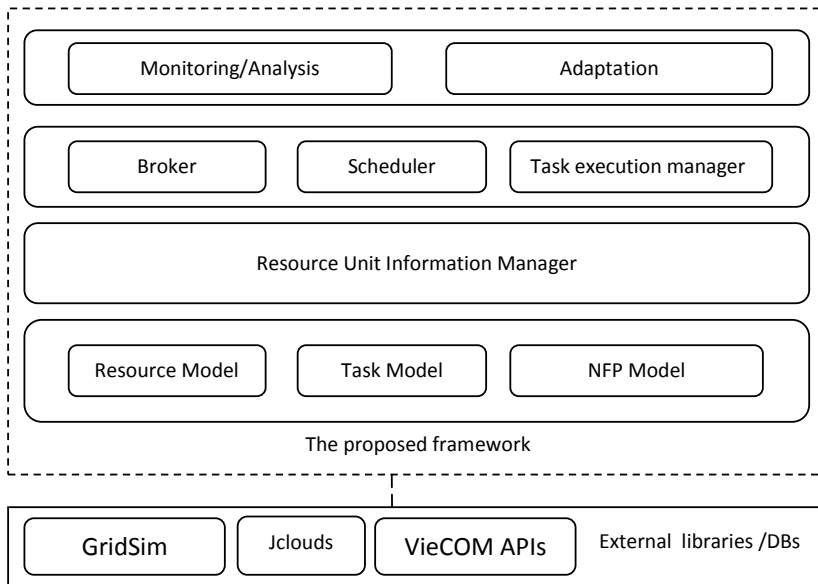 Monitoring/Analysis Adaptation
Broker Scheduler Task execution manager
Resource Unit Information Manager
Resource Model Task Model NFP Model
The proposed framework
GridSim Jclouds VieCOM APIs External libraries /DBs